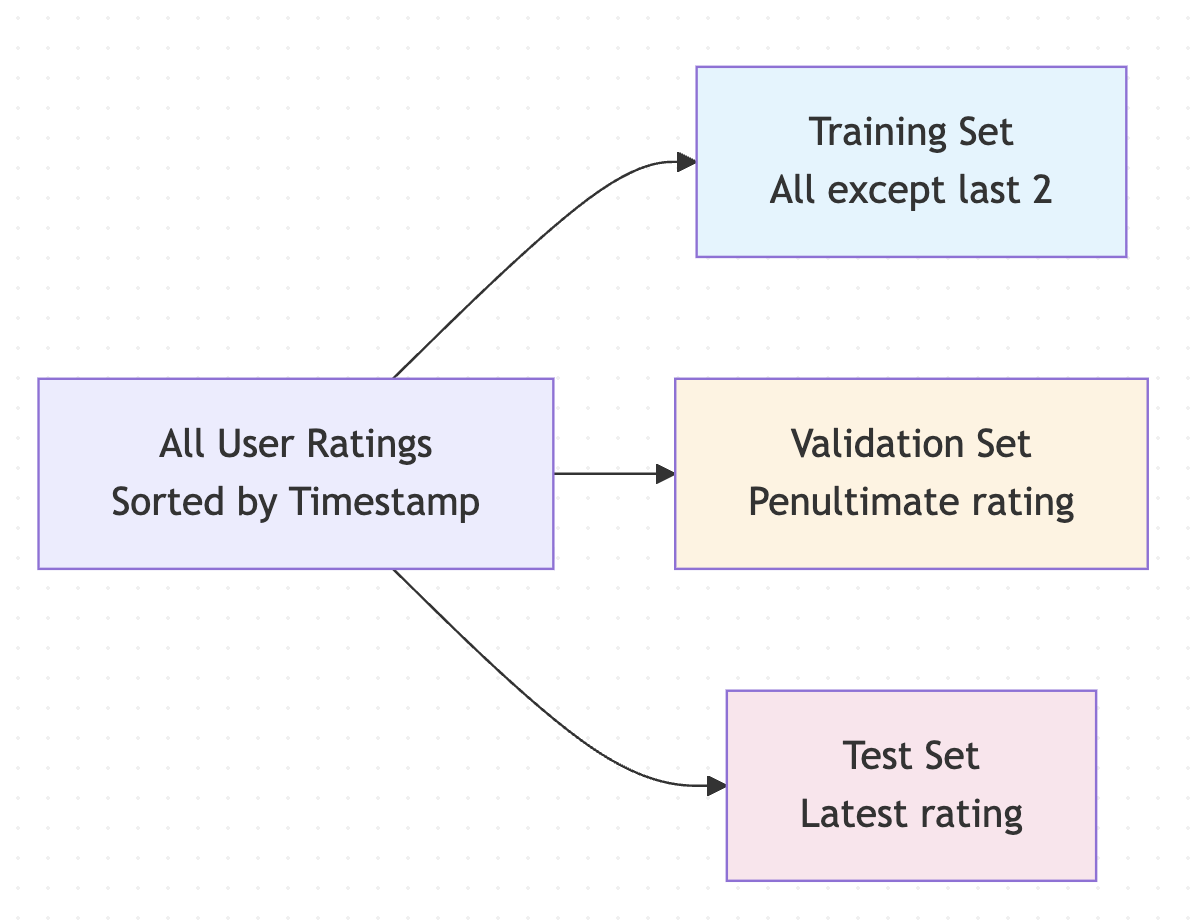 Training Set
All except last 2
All User Ratings
Sorted by Timestamp
Validation Set
Penultimate rating
Test Set
Latest rating